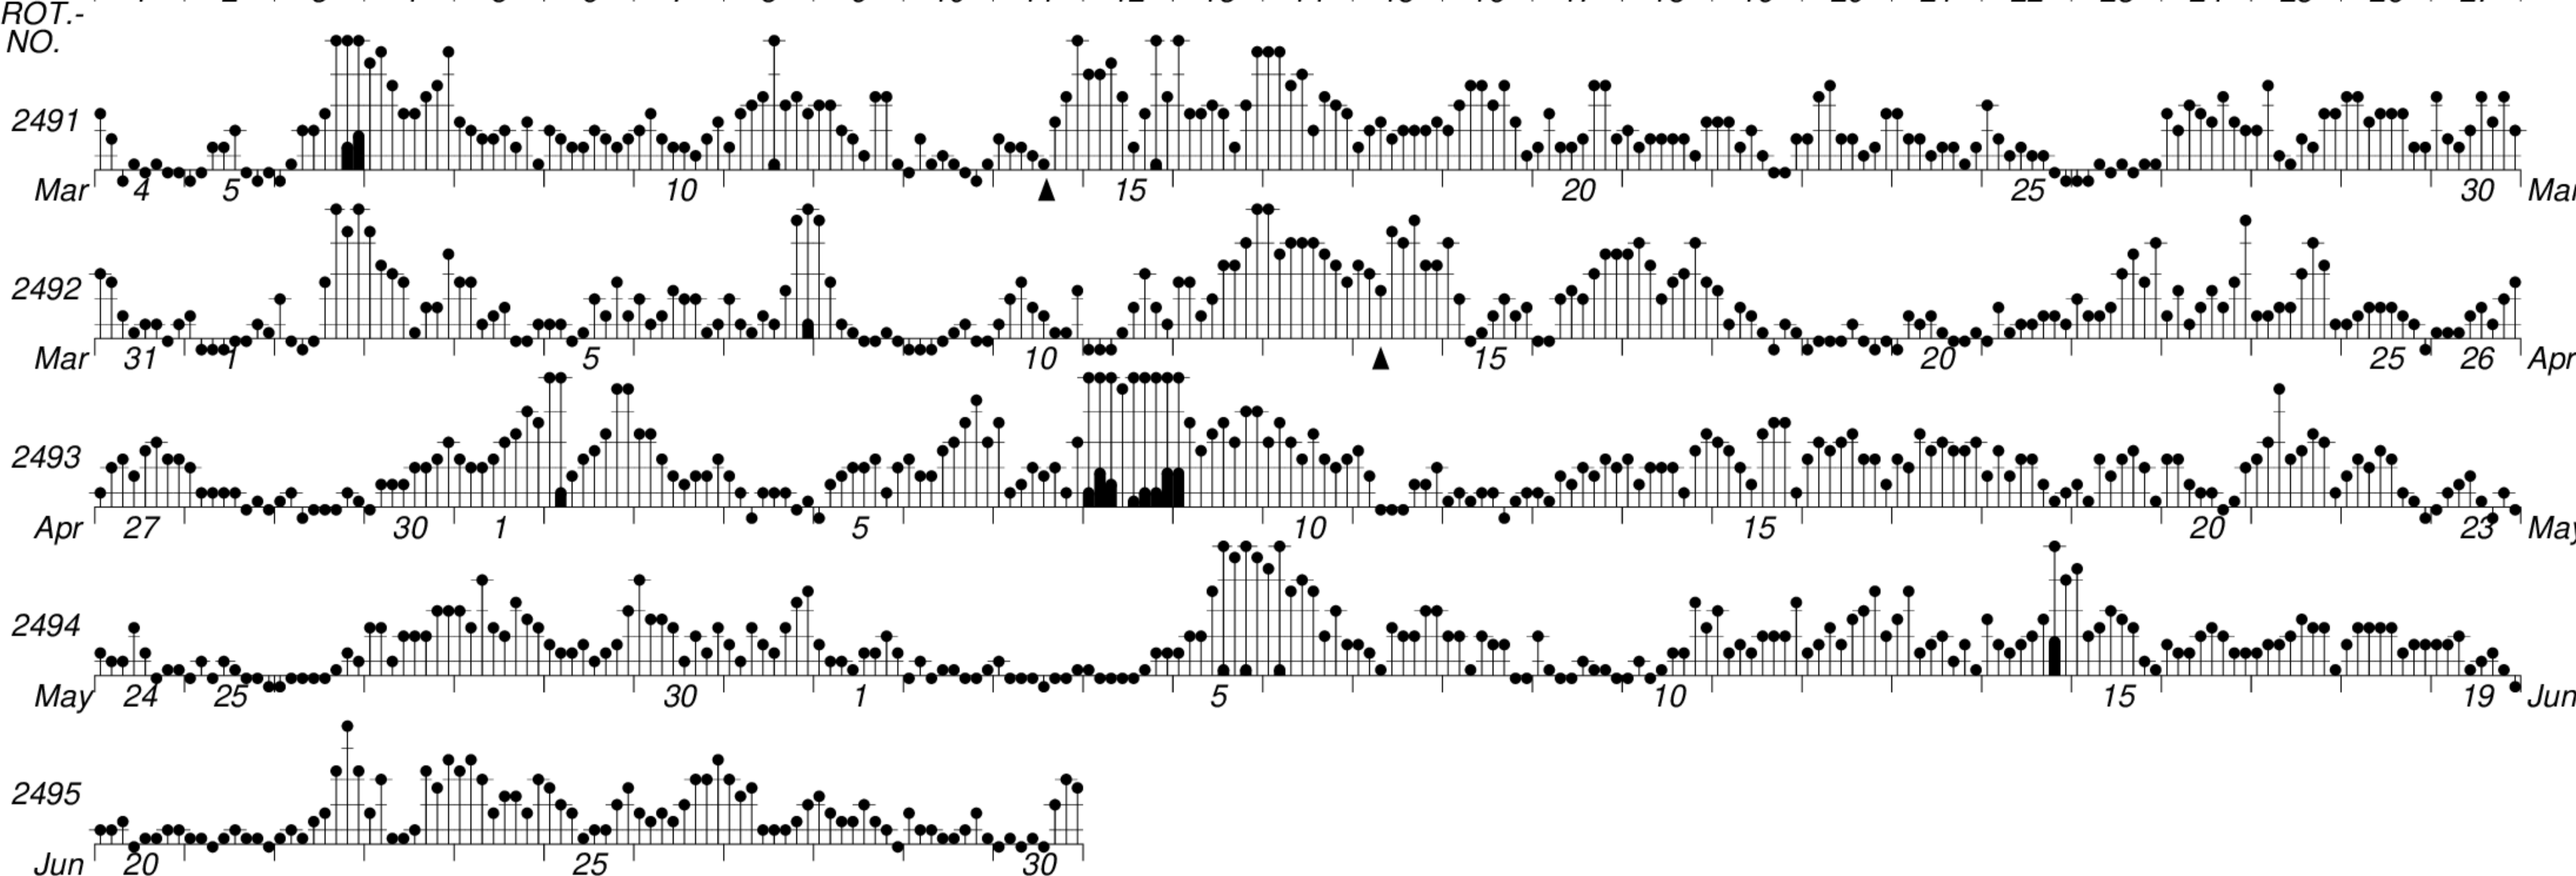 ROT.-
NO.
2491
Mar 4 5 10 15 20 25 30
2492
Mar 31 1 5 10 15 20 25 26 Apr
2493
Apr 27 30 1 5 10 15 20 23 May
2494
May 24 25 30 1 5 10 15 19 Jun
2495
Jun 20 25 30